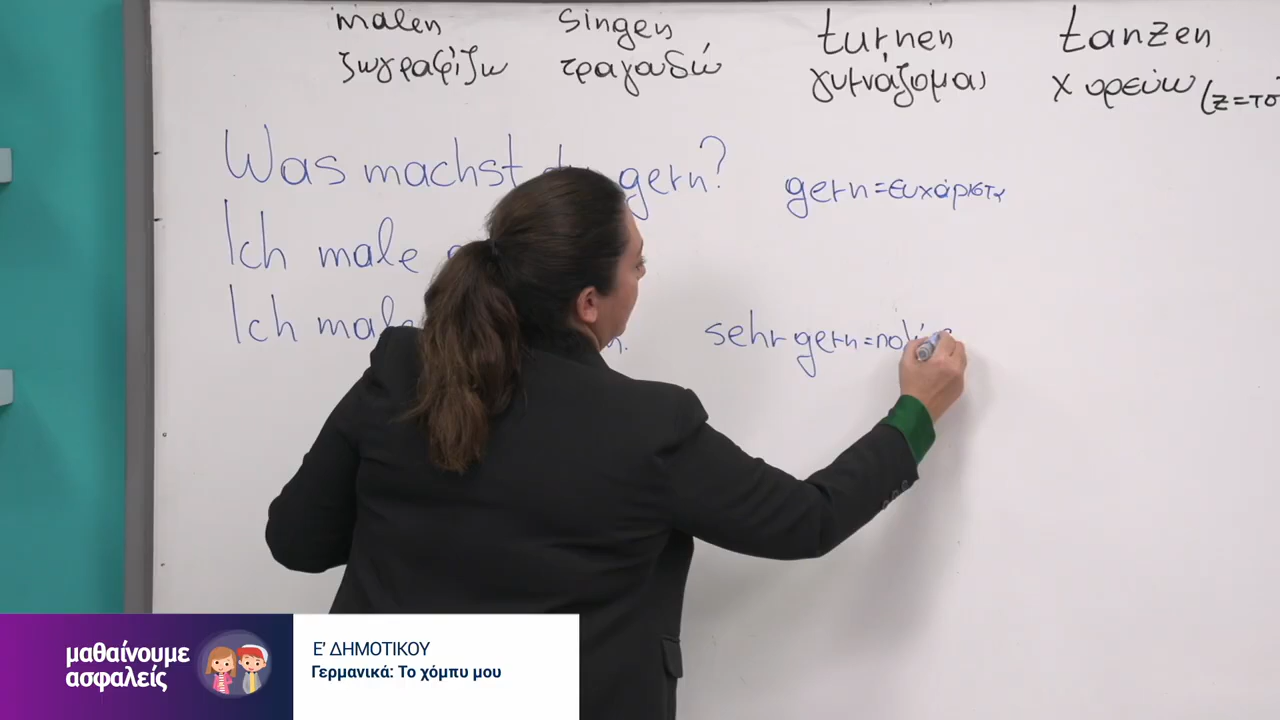 malen singen turnen tanzen
ζωγραφίζω τραγουδώ γυμνάζομαι χορεύω (z=τσ
Was machst gern? gern=ευχάριστα
Ich male
Ich male sehr gern=
μαθαίνουμε
ασφαλείς
Ε' ΔΗΜΟΤΙΚΟΥ
Γερμανικά: Το χόμπυ μου